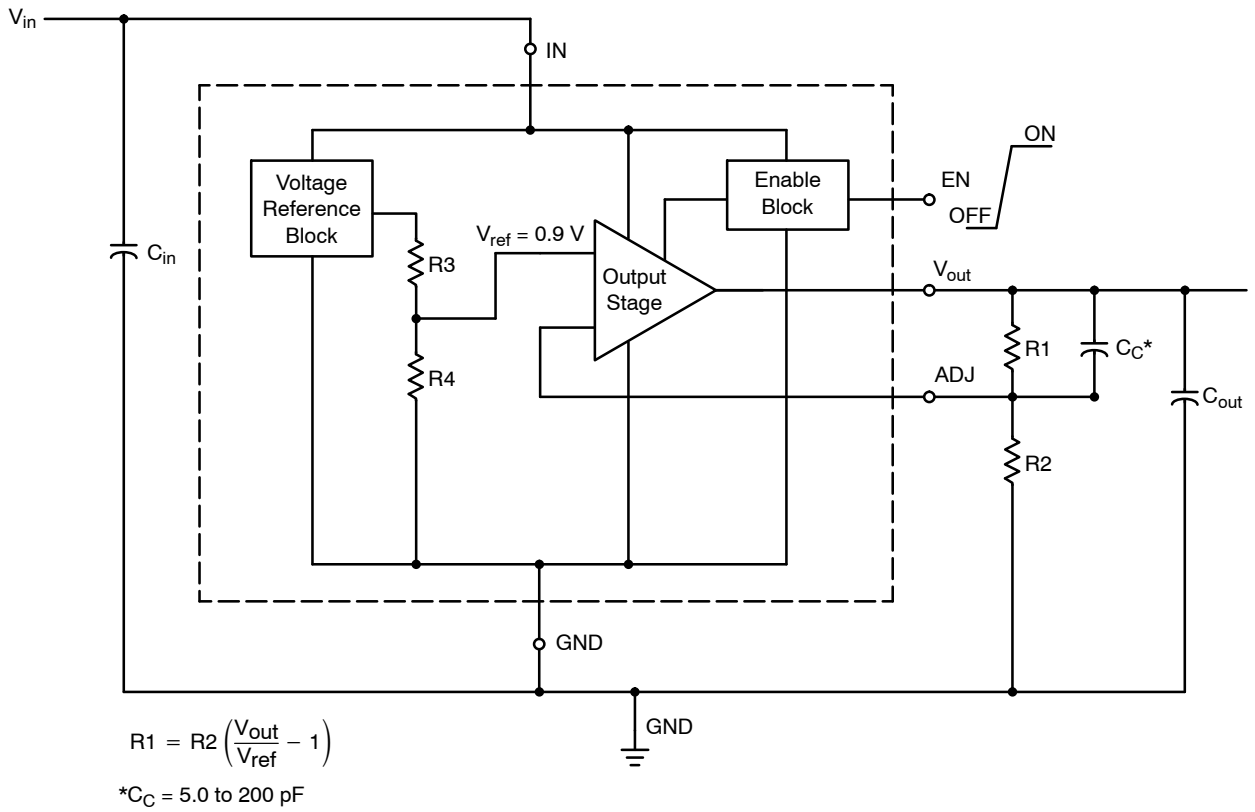 Vin
IN
ON
Voltage
Reference
Block
Enable
Block
EN
OFF
Cin
R3
Vref = 0.9 V
Output
Stage
Vout
R1
CC*
R4
ADJ
Cout
R2
GND
GND
R1 = R2 (Vout/Vref − 1)
*CC = 5.0 to 200 pF